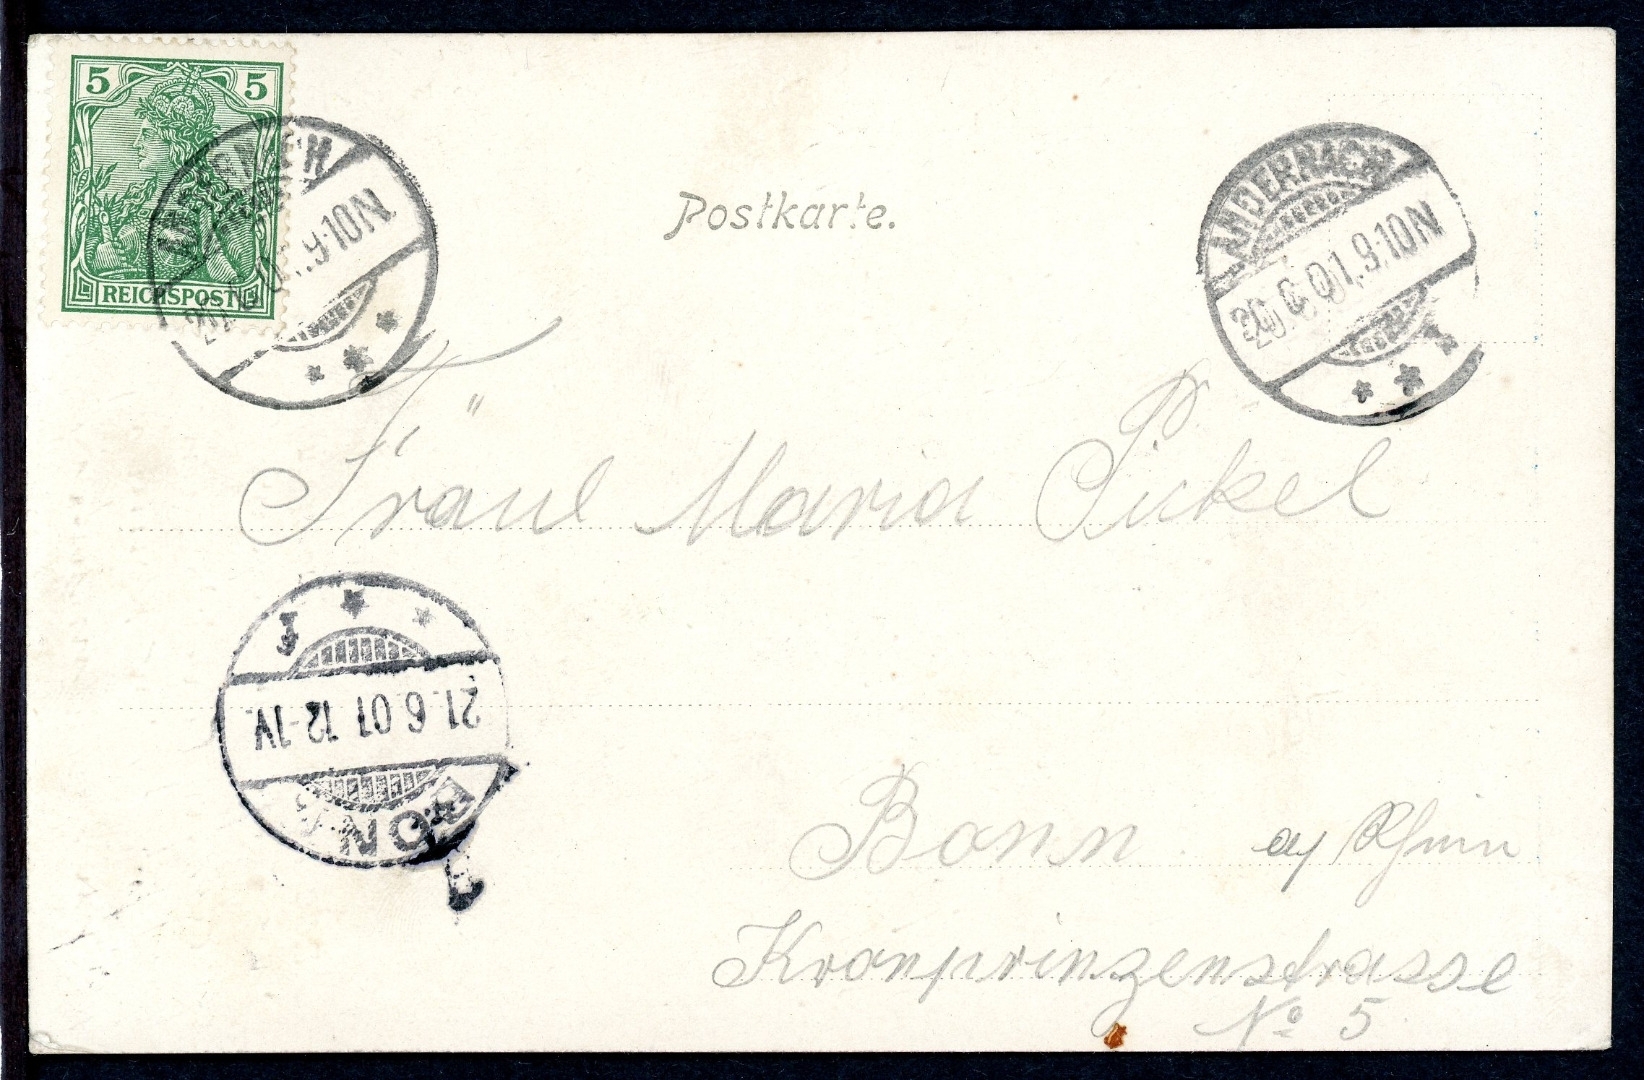 5 5
REICHSPOST
ANDERNACH
9-10N
Postkarte.
ANDERNACH
20.6.01.9-10N
Fräul Maria Pickel
21.6.01.12-1V
BONN
Bonn a/ Rhein
Kronprinzenstrasse
No 5